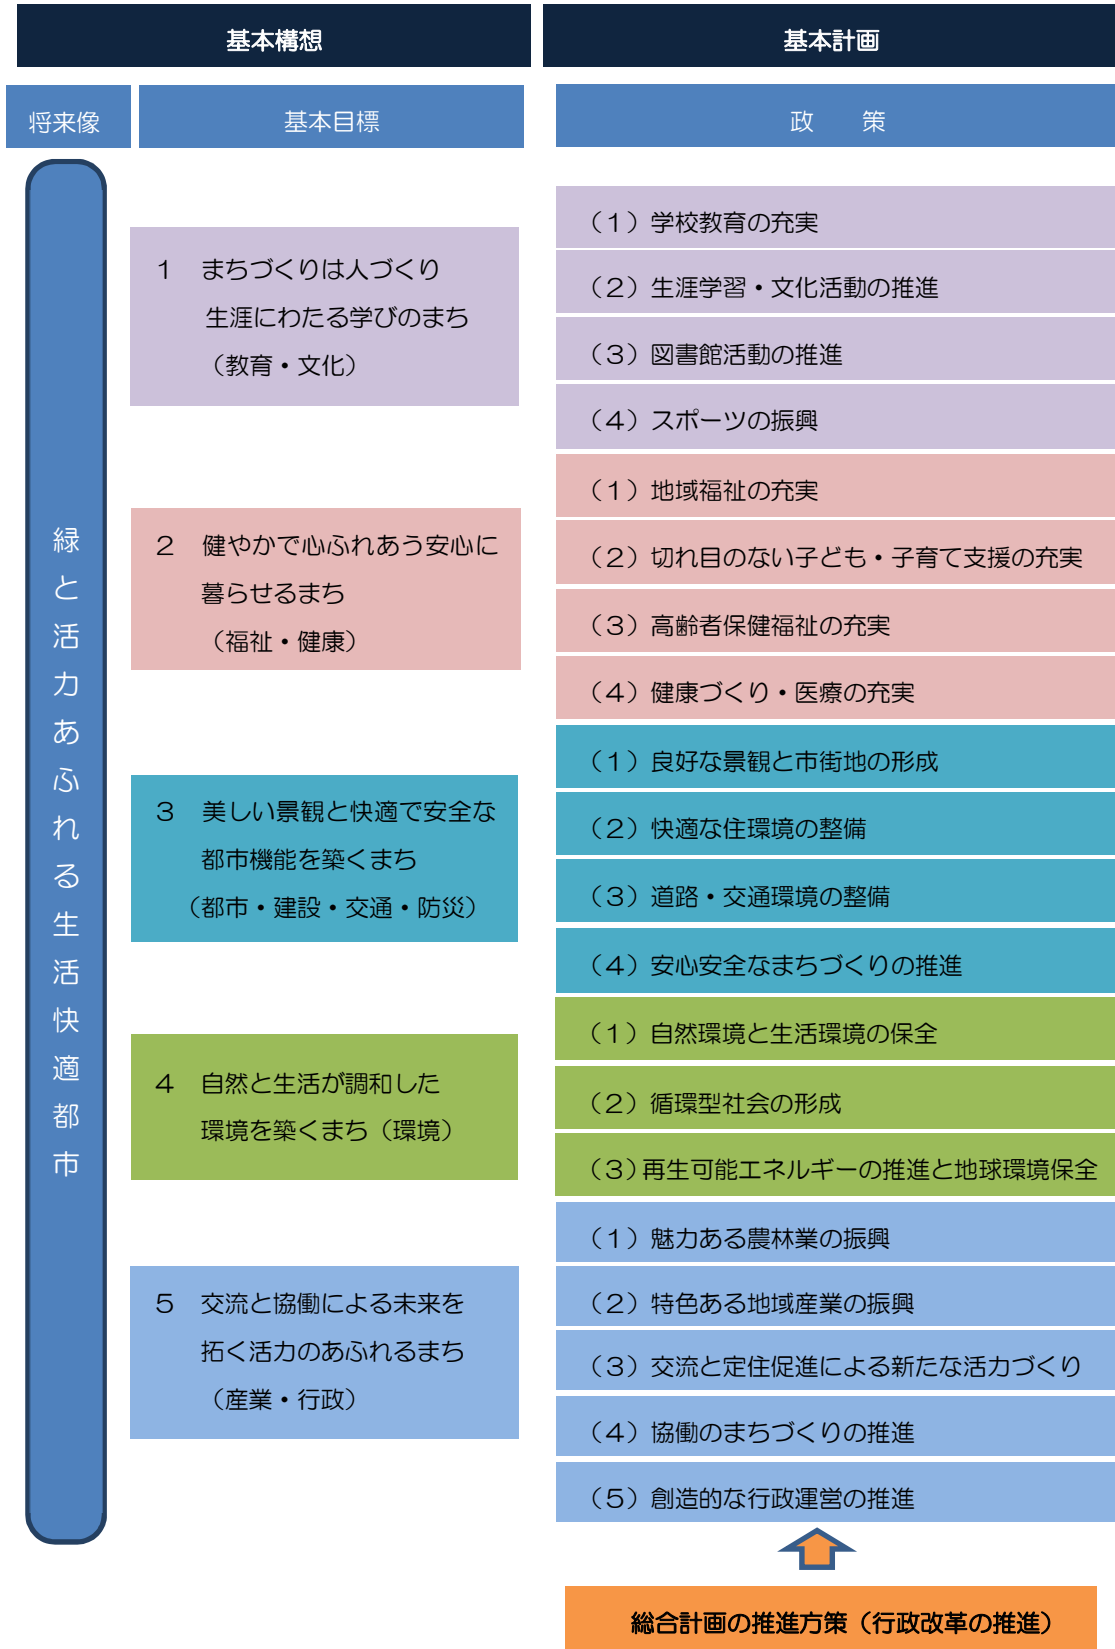 基本構想
基本計画
将来像
基本目標
政　　策
緑と活力あふれる生活快適都市
1　まちづくりは人づくり
生涯にわたる学びのまち
（教育・文化）
（1）学校教育の充実
（2）生涯学習・文化活動の推進
（3）図書館活動の推進
（4）スポーツの振興
2　健やかで心ふれあう安心に
暮らせるまち
（福祉・健康）
（1）地域福祉の充実
（2）切れ目のない子ども・子育て支援の充実
（3）高齢者保健福祉の充実
（4）健康づくり・医療の充実
3　美しい景観と快適で安全な
都市機能を築くまち
（都市・建設・交通・防災）
（1）良好な景観と市街地の形成
（2）快適な住環境の整備
（3）道路・交通環境の整備
（4）安心安全なまちづくりの推進
4　自然と生活が調和した
環境を築くまち（環境）
（1）自然環境と生活環境の保全
（2）循環型社会の形成
（3）再生可能エネルギーの推進と地球環境保全
5　交流と協働による未来を
拓く活力のあふれるまち
（産業・行政）
（1）魅力ある農林業の振興
（2）特色ある地域産業の振興
（3）交流と定住促進による新たな活力づくり
（4）協働のまちづくりの推進
（5）創造的な行政運営の推進
総合計画の推進方策（行政改革の推進）